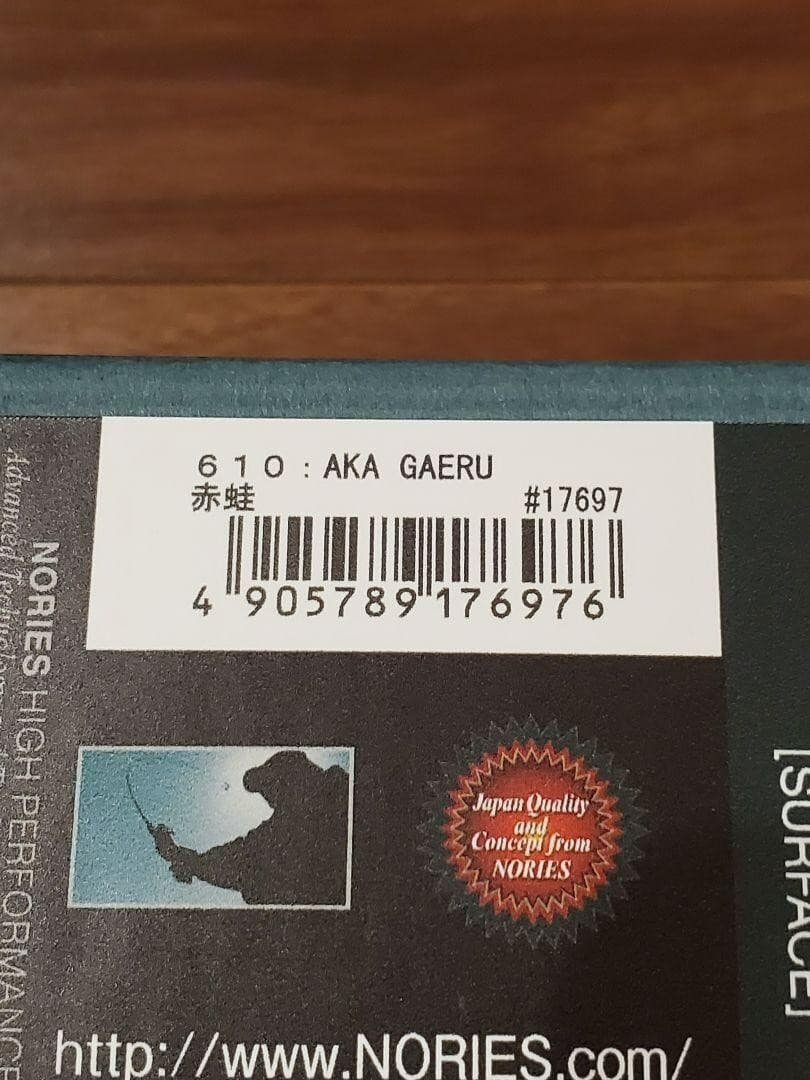 610:AKA GAERU
赤蛙
#17697
4 905789 176976
Advanced
NORIES HIGH PERFORMANCE
Japan Quality
and
Concept from
NORIES
[SURFACE]
http://www.NORIES.com/